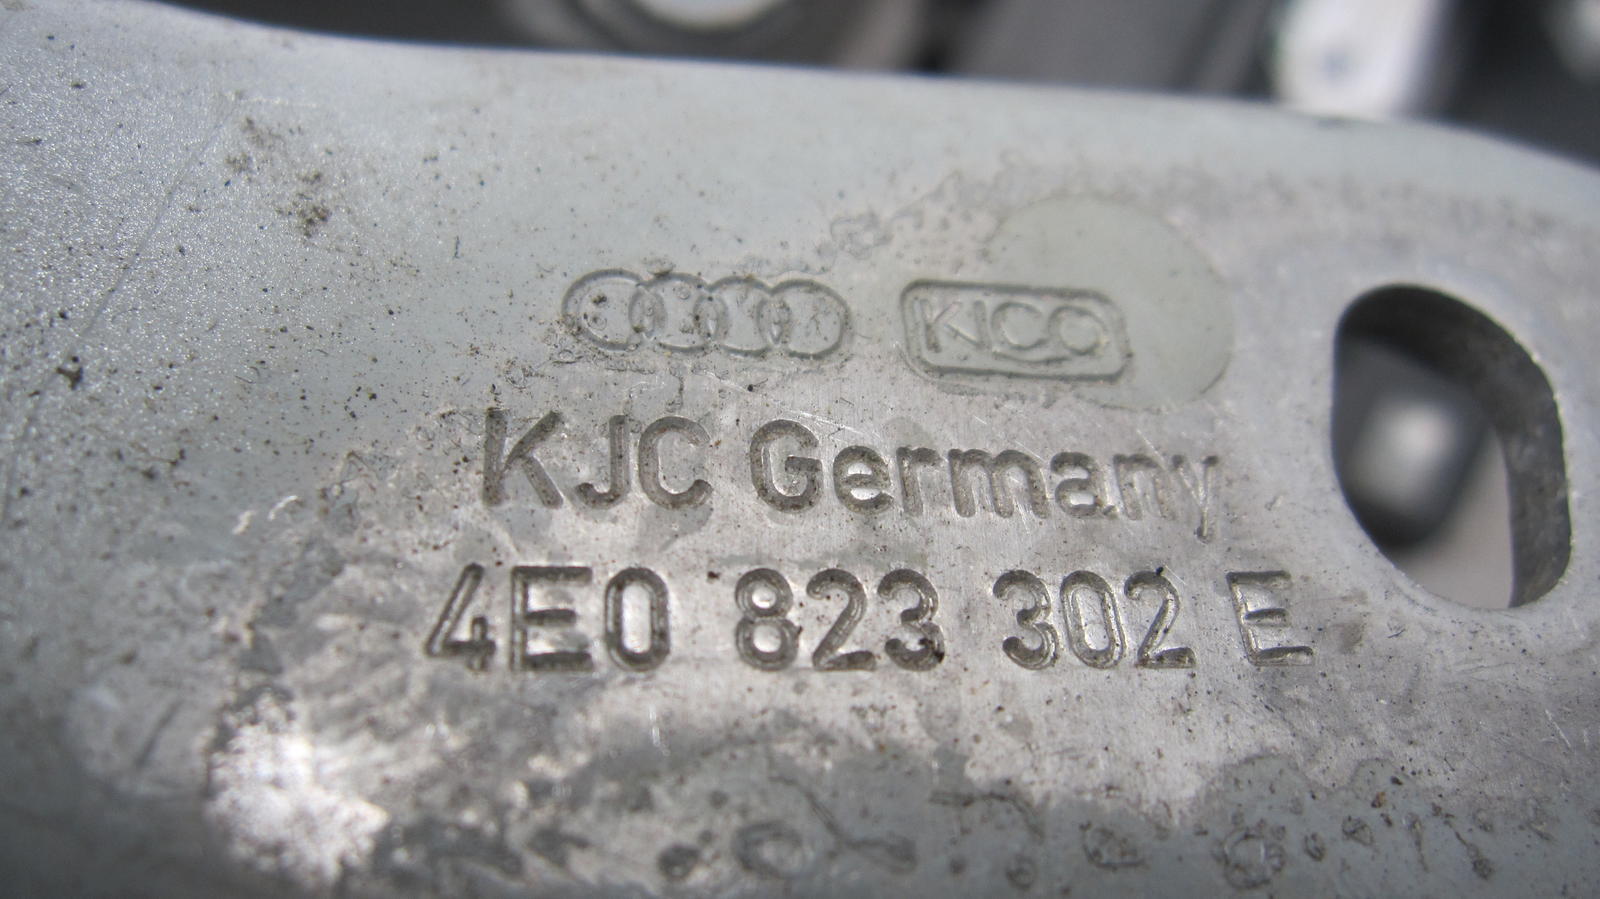 KICO
KJC Germany
4E0 823 302 E